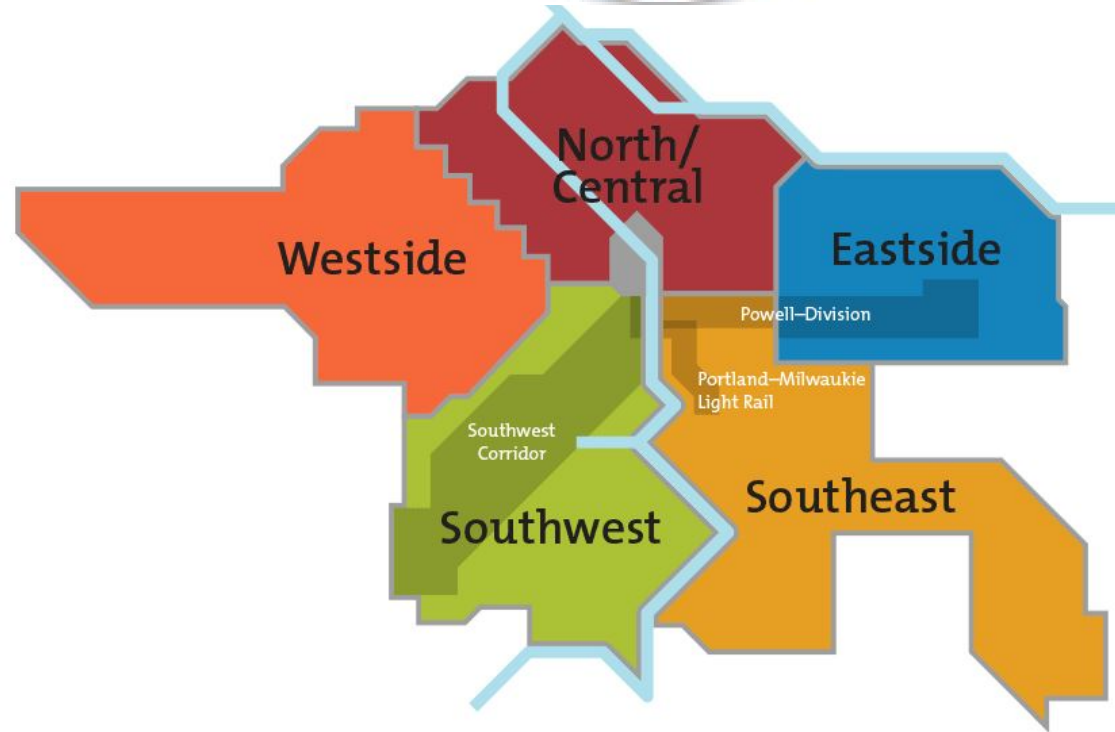 North/
Central
Westside
Eastside
Powell–Division
Portland–Milwaukie
Light Rail
Southwest
Corridor
Southeast
Southwest